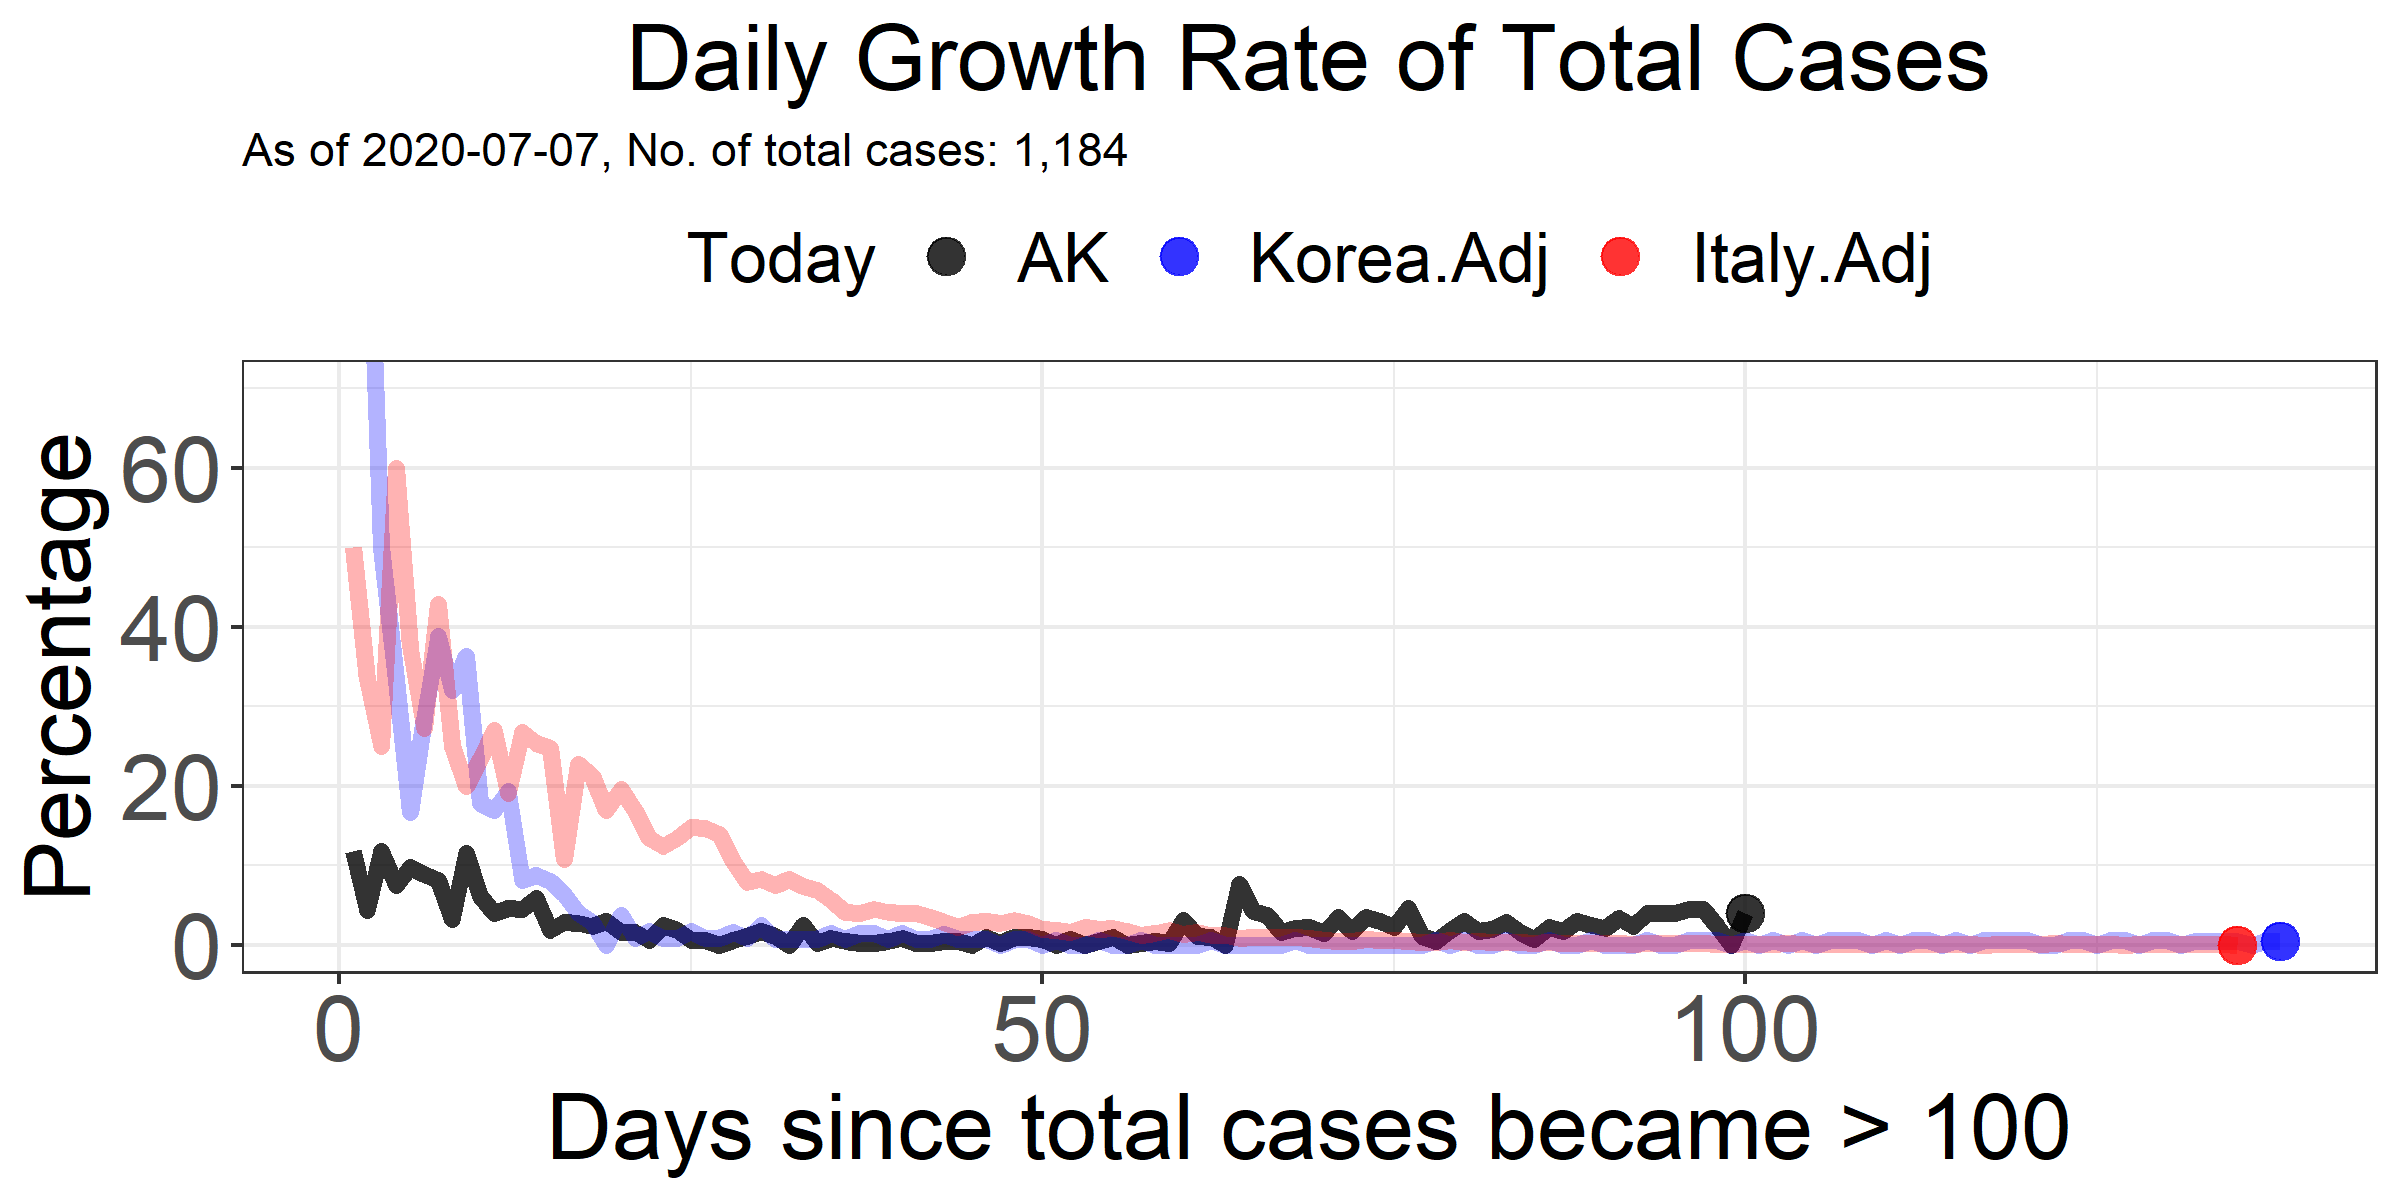 Daily Growth Rate of Total Cases
As of 2020-07-07, No. of total cases: 1,184
Today AK Korea.Adj Italy.Adj
Percentage
60
40
20
0
0 50 100
Days since total cases became > 100